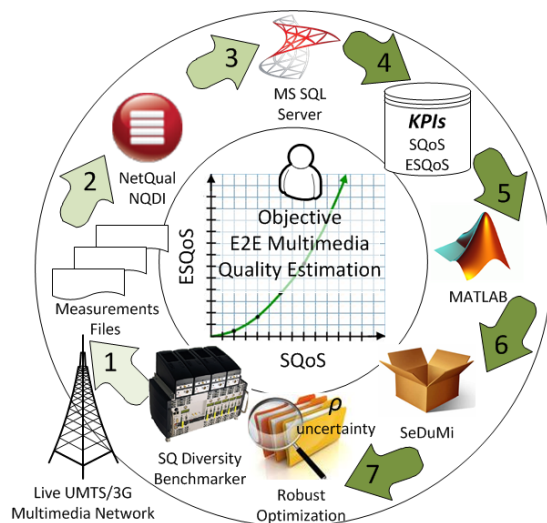 3
4
MS SQL
Server
KPIs
SQoS
ESQoS
2
NetQual
NQDI
5
MATLAB
Objective
E2E Multimedia
Quality Estimation
ESQoS
SQoS
Measurements
Files
1
6
SeDuMi
SQ Diversity
Benchmarker
ρ
uncertainty
7
Robust
Optimization
Live UMTS/3G
Multimedia Network